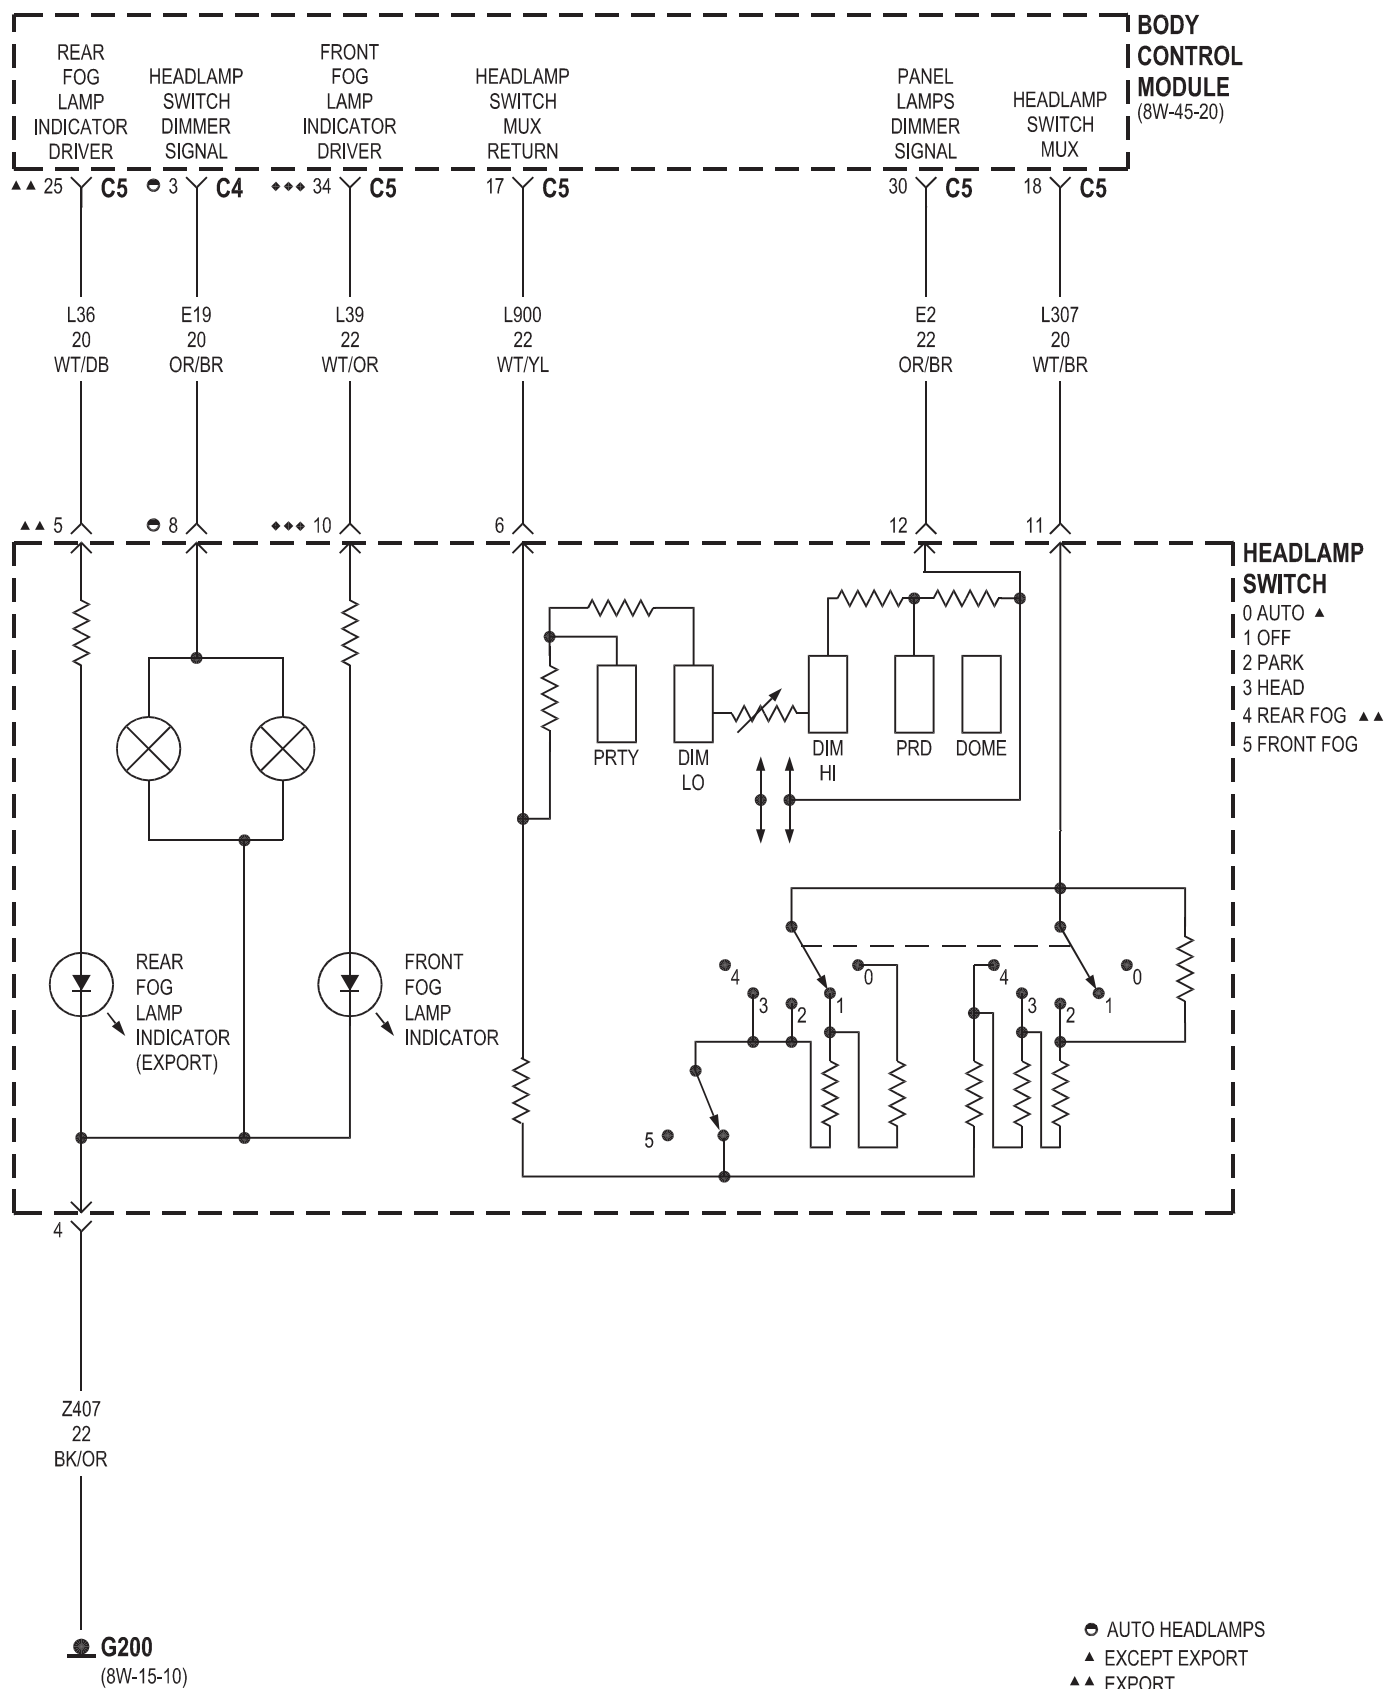 BODY
CONTROL
MODULE
(8W-45-20)
REAR
FOG
LAMP
INDICATOR
DRIVER
HEADLAMP
SWITCH
DIMMER
SIGNAL
FRONT
FOG
LAMP
INDICATOR
DRIVER
HEADLAMP
SWITCH
MUX
RETURN
PANEL
LAMPS
DIMMER
SIGNAL
HEADLAMP
SWITCH
MUX
▲▲ 25 C5
3 C4
34 C5
17 C5
30 C5
18 C5
L36
20
WT/DB
E19
20
OR/BR
L39
22
WT/OR
L900
22
WT/YL
E2
22
OR/BR
L307
20
WT/BR
▲▲ 5
8
10
6
12
11
HEADLAMP
SWITCH
0 AUTO ▲
1 OFF
2 PARK
3 HEAD
4 REAR FOG ▲▲
5 FRONT FOG
PRTY
DIM
LO
DIM
HI
PRD
DOME
REAR
FOG
LAMP
INDICATOR
(EXPORT)
FRONT
FOG
LAMP
INDICATOR
4
3
2
1
0
4
3
2
1
0
5
4
Z407
22
BK/OR
G200
(8W-15-10)
AUTO HEADLAMPS
▲ EXCEPT EXPORT
▲▲ EXPORT